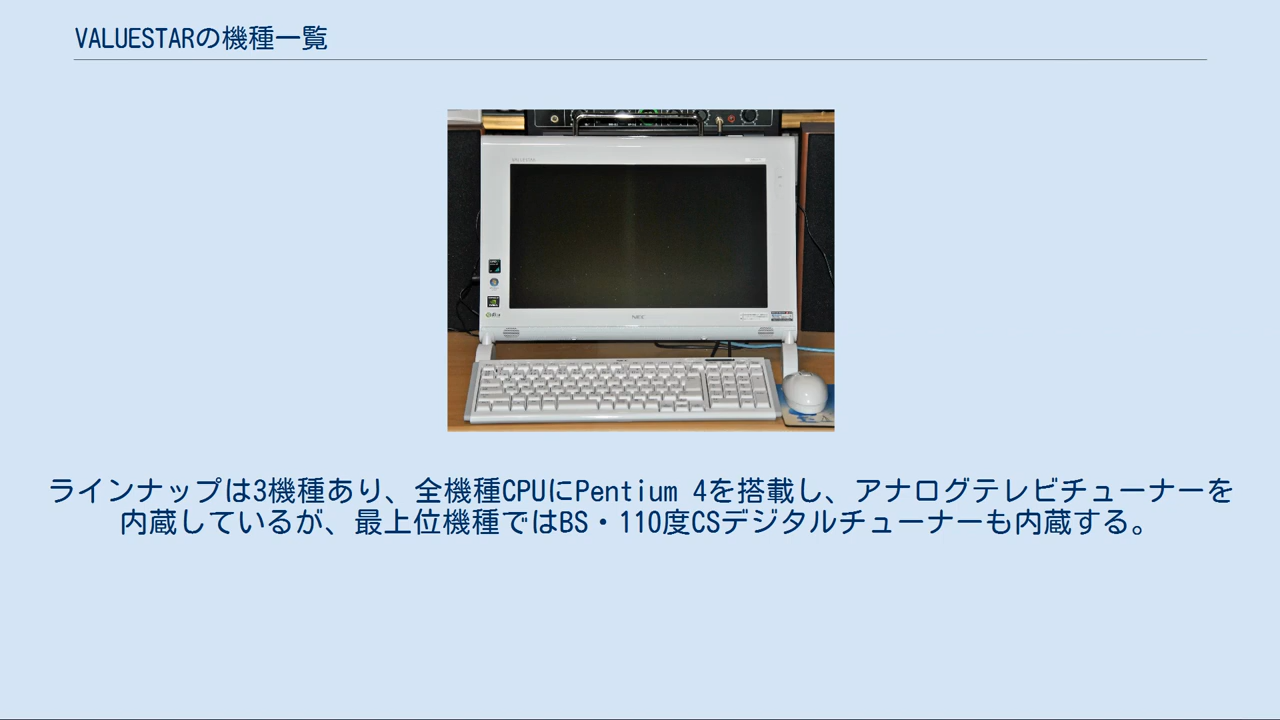 VALUESTARの機種一覧
NEC
ラインナップは3機種あり、全機種CPUにPentium 4を搭載し、アナログテレビチューナーを
内蔵しているが、最上位機種ではBS・110度CSデジタルチューナーも内蔵する。